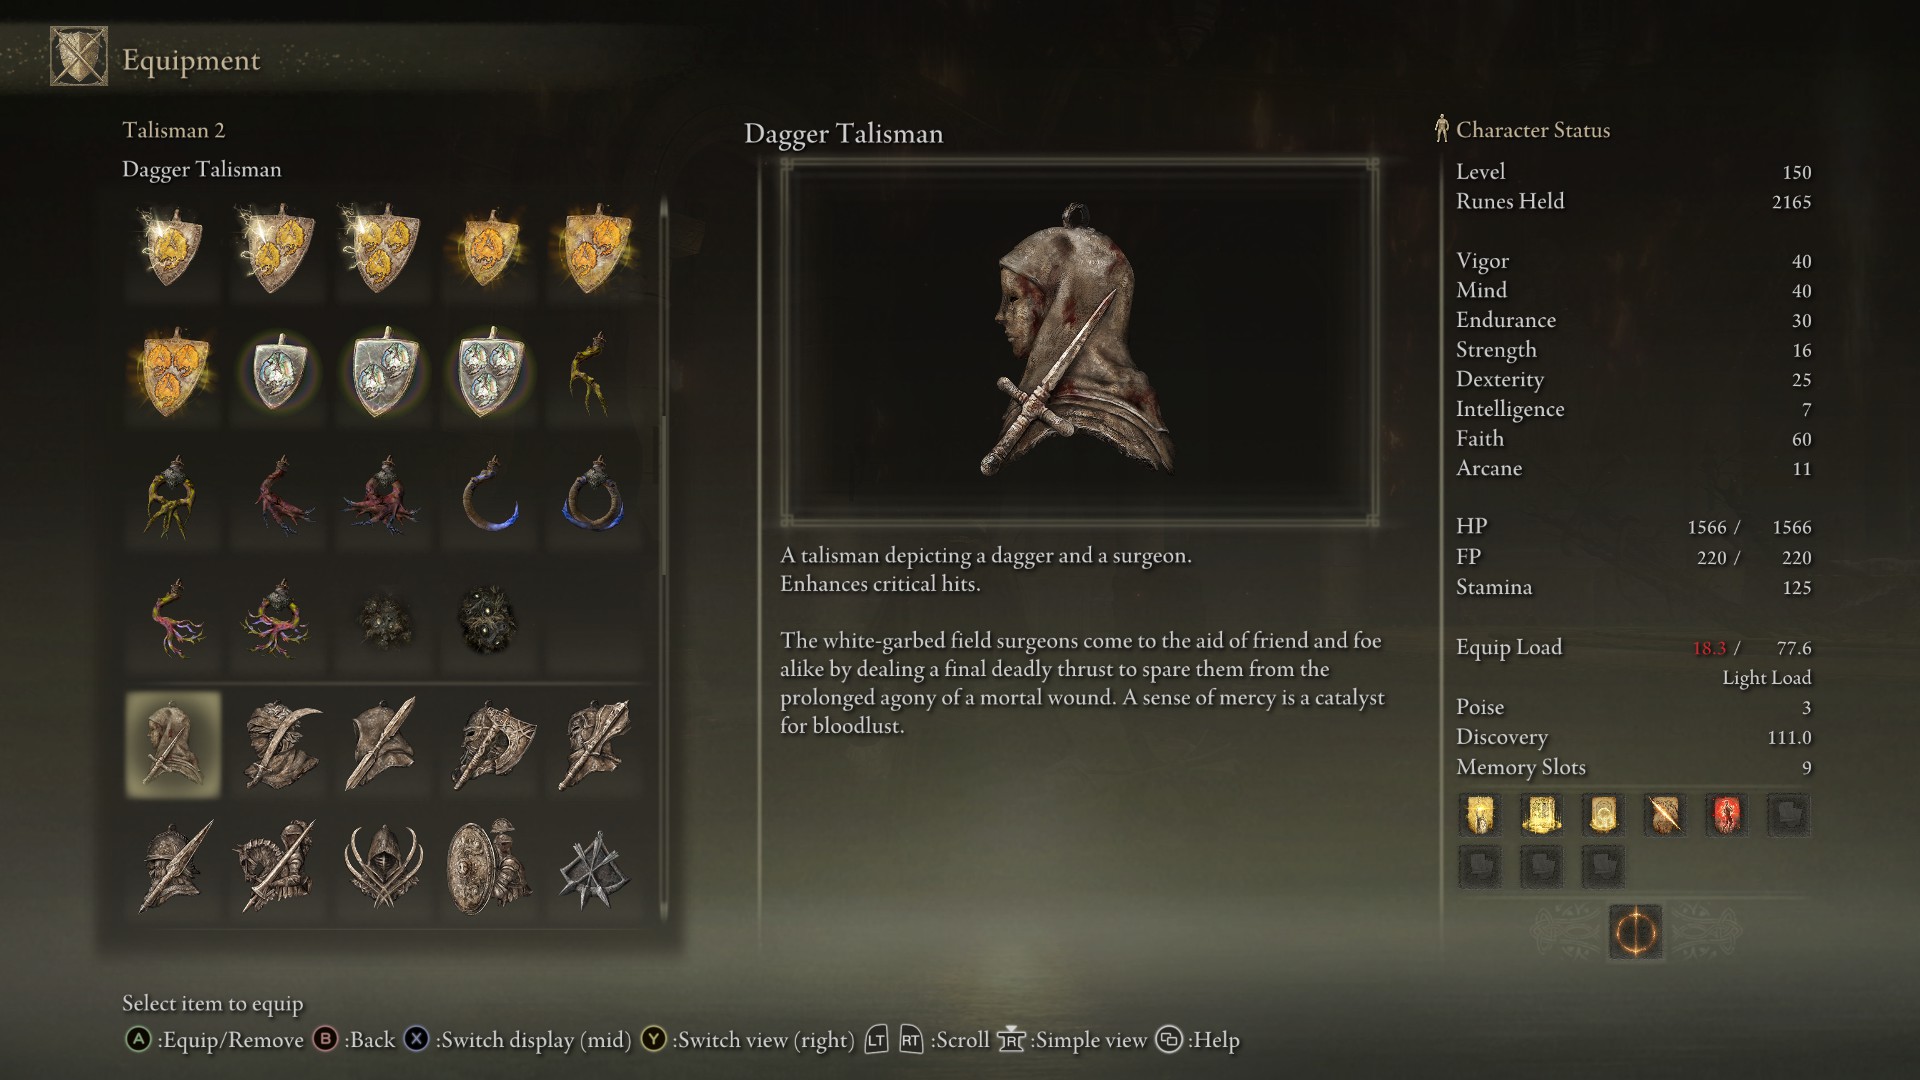 Equipment
Talisman 2
Dagger Talisman
Dagger Talisman
A talisman depicting a dagger and a surgeon.
Enhances critical hits.
The white-garbed field surgeons come to the aid of friend and foe
alike by dealing a final deadly thrust to spare them from the
prolonged agony of a mortal wound. A sense of mercy is a catalyst
for bloodlust.
Character Status
Level 150
Runes Held 2165
Vigor 40
Mind 40
Endurance 30
Strength 16
Dexterity 25
Intelligence 7
Faith 60
Arcane 11
HP 1566 / 1566
FP 220 / 220
Stamina 125
Equip Load 18.3 / 77.6
Light Load
Poise 3
Discovery 111.0
Memory Slots 9
Select item to equip
A :Equip/Remove B :Back X :Switch display (mid) Y :Switch view (right) LT RT :Scroll R :Simple view :Help